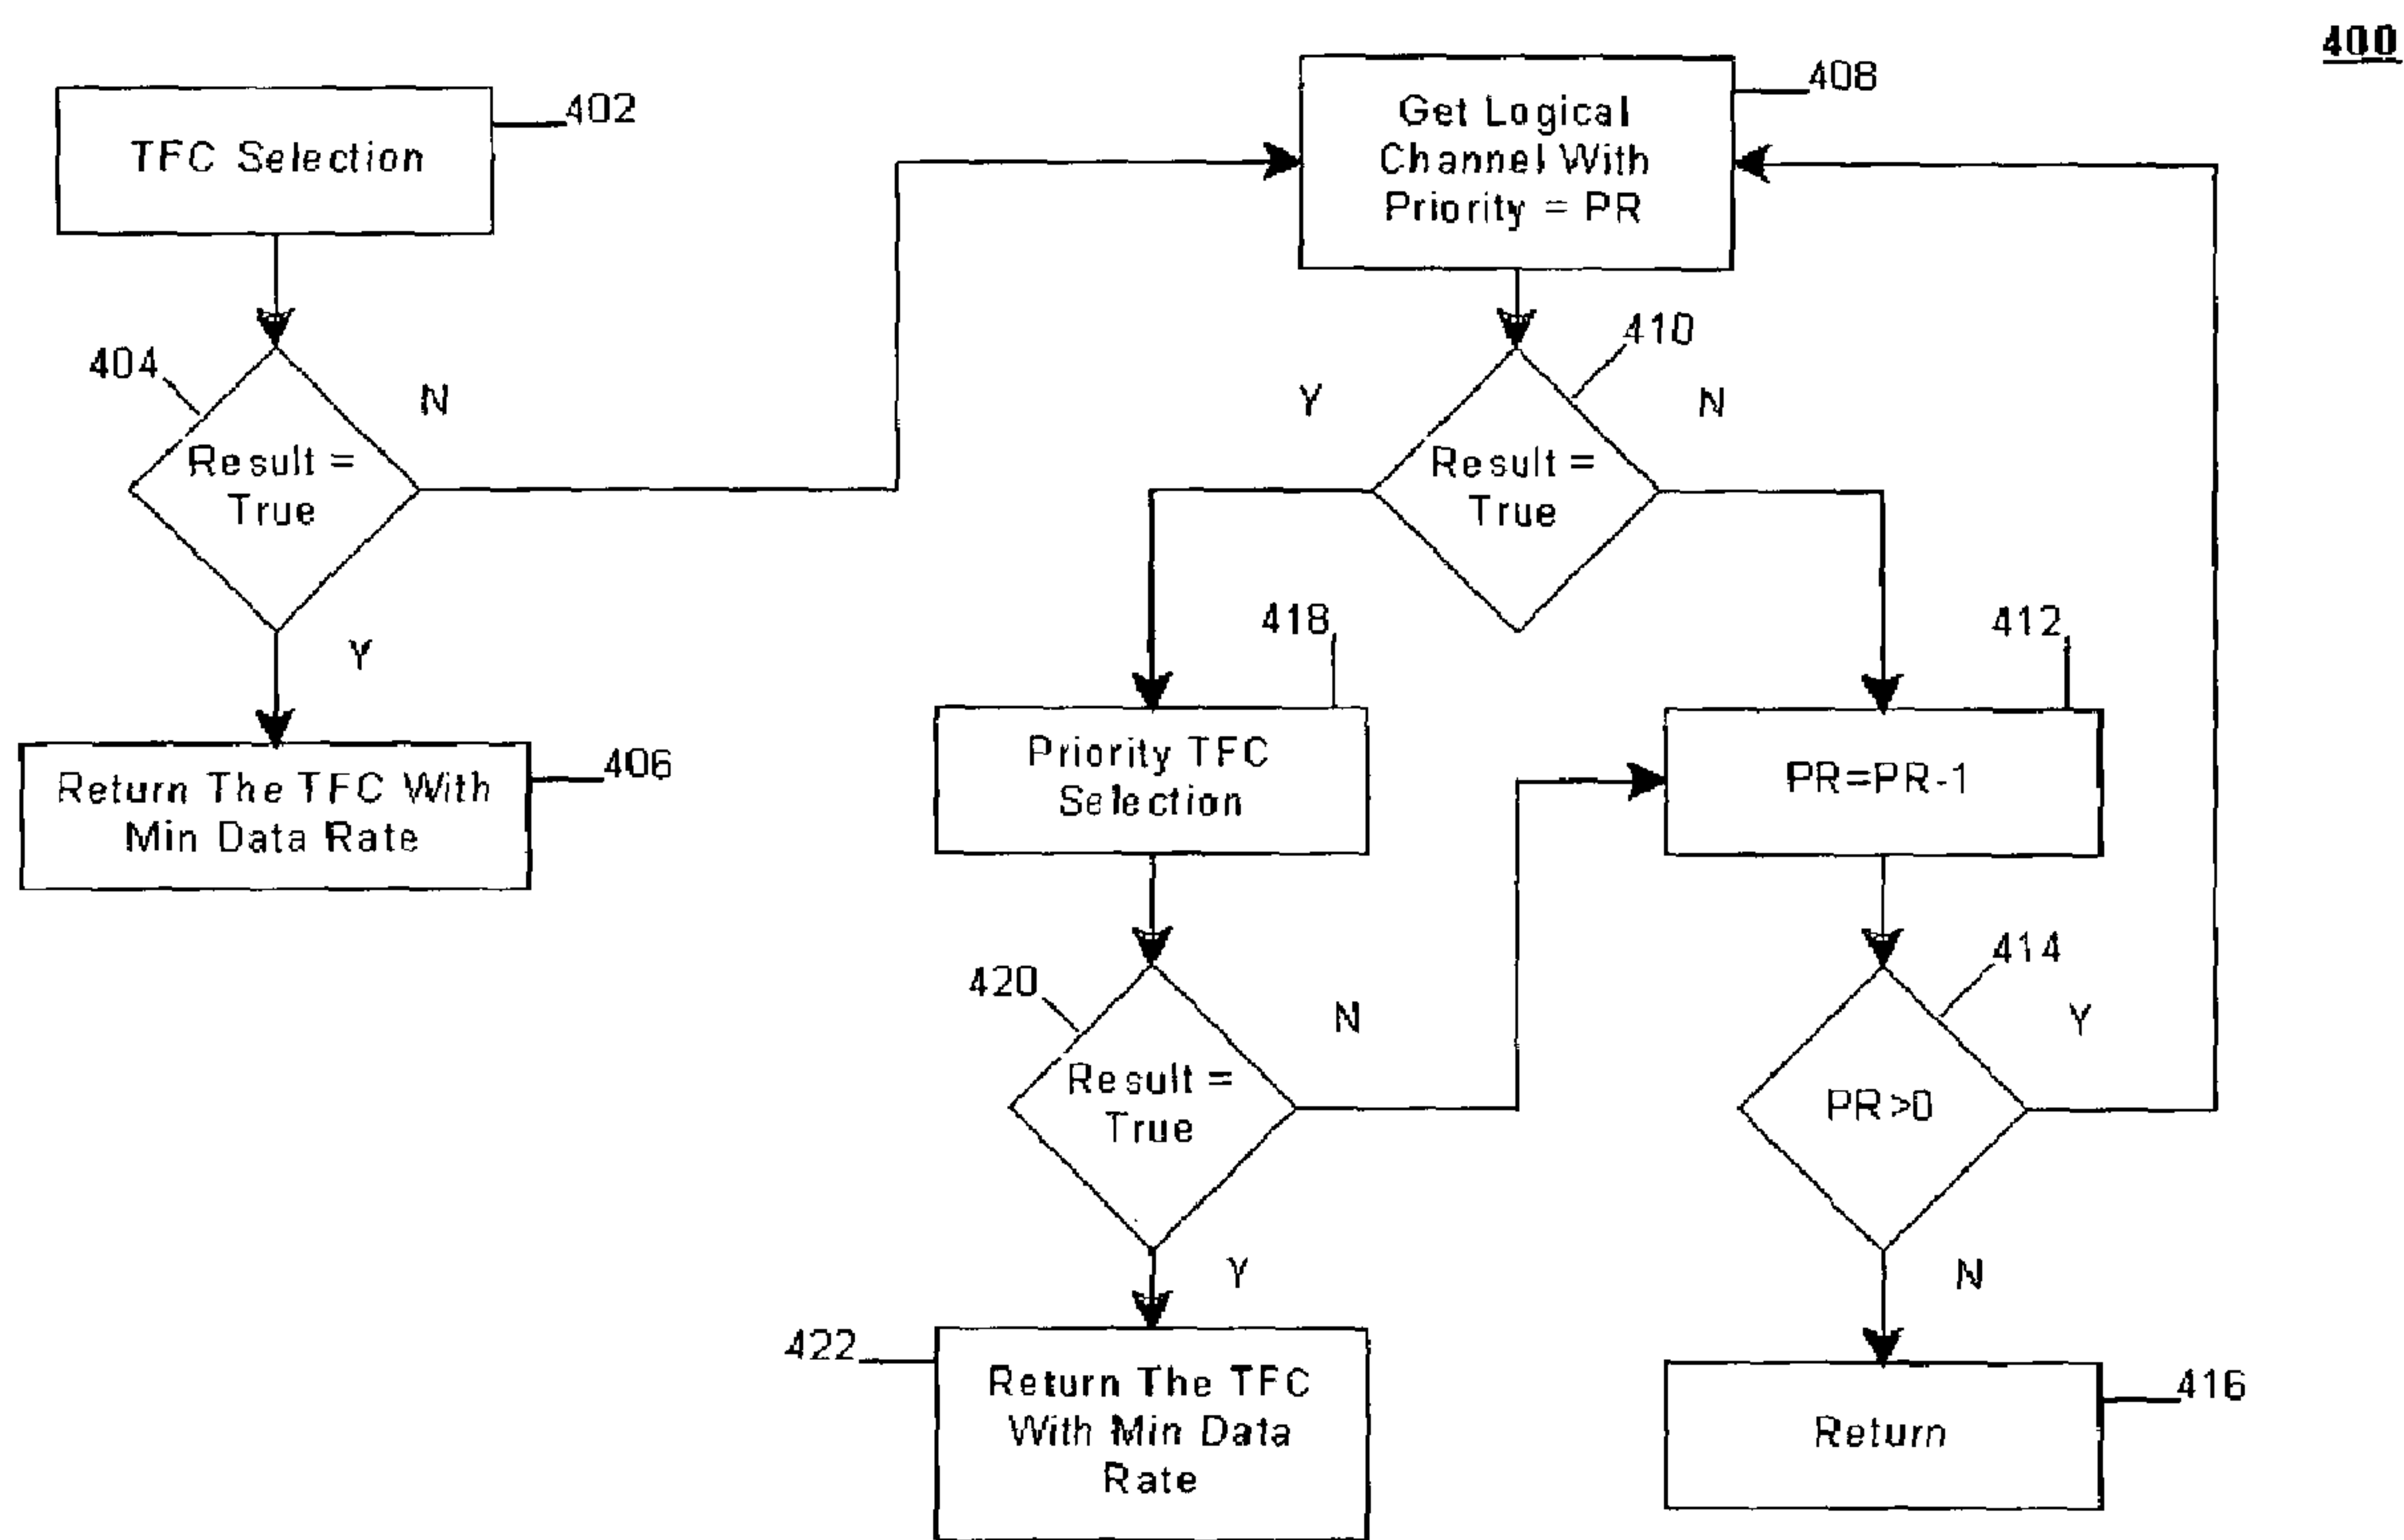 400
402
TFC Selection
404
N
Result =
True
Y
406
Return The TFC With
Min Data Rate
408
Get Logical
Channel With
Priority = PR
410
Y
N
Result =
True
418
Priority TFC
Selection
412
PR=PR-1
420
N
Result =
True
Y
414
Y
PR>0
N
422
Return The TFC
With Min Data
Rate
416
Return